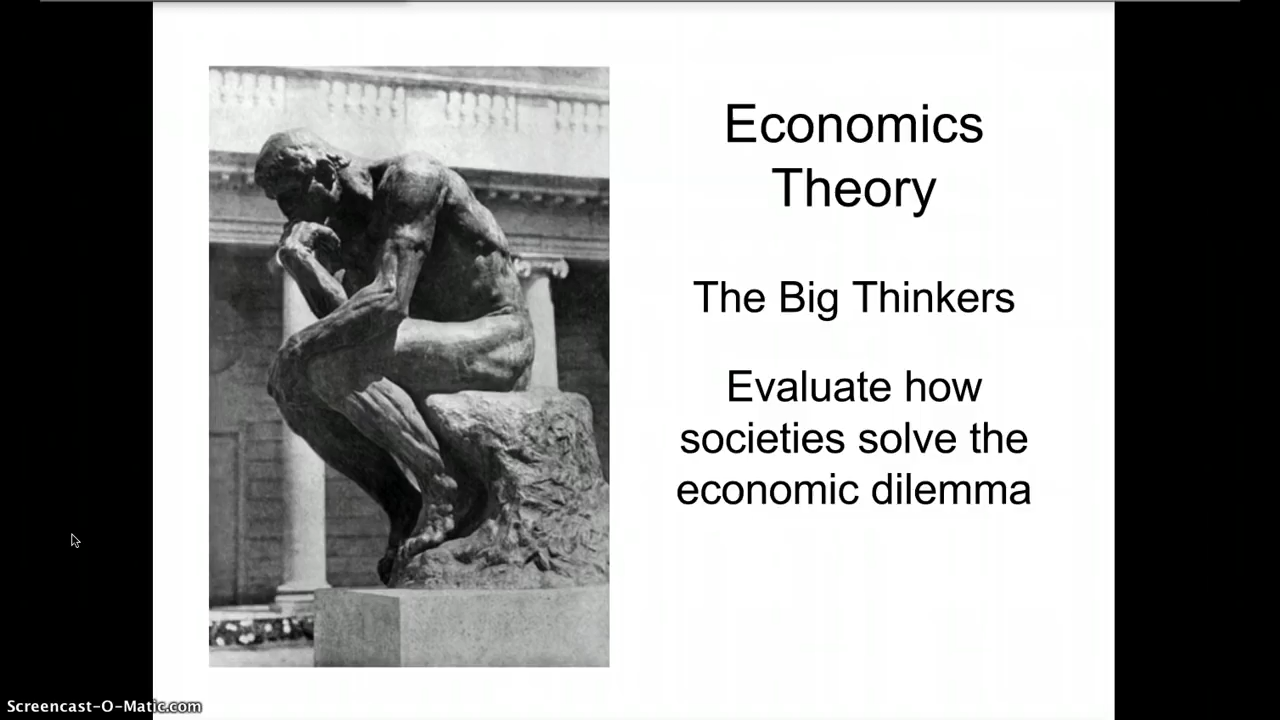 Economics
Theory
The Big Thinkers
Evaluate how
societies solve the
economic dilemma
Screencast-O-Matic.com